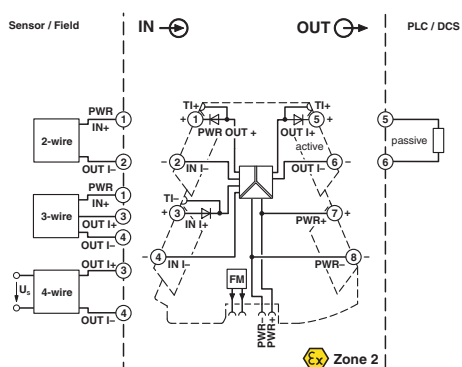 Sensor / Field
IN
OUT
PLC / DCS
PWR
1
IN+
2-wire
2
OUT I–
PWR
1
IN+
3-wire
OUT I+
3
OUT I–
4
OUT I+
3
Us
4-wire
OUT I–
4
TI+
+ 1
PWR OUT +
– 2
IN I–
TI–
+ 3
IN I+
– 4
IN I–
FM
PWR–
PWR+
TI+
5 +
OUT I+
active
6 –
OUT I–
7 +
PWR+
8 –
PWR–
5
passive
6
Ex Zone 2